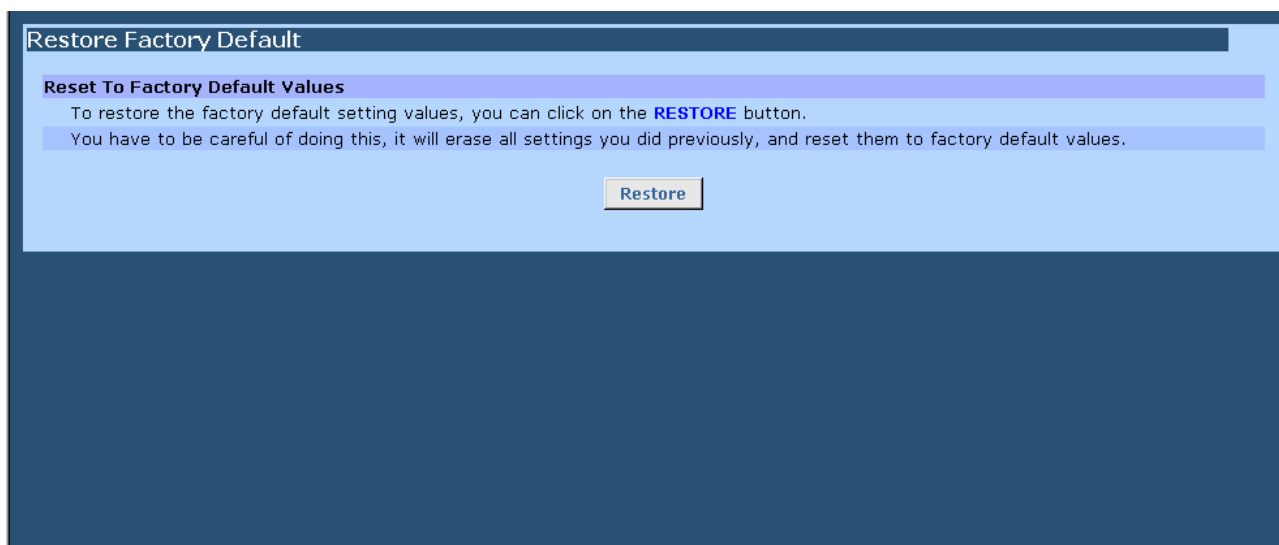 Restore Factory Default
Reset To Factory Default Values
To restore the factory default setting values, you can click on the RESTORE button.
You have to be careful of doing this, it will erase all settings you did previously, and reset them to factory default values.
Restore